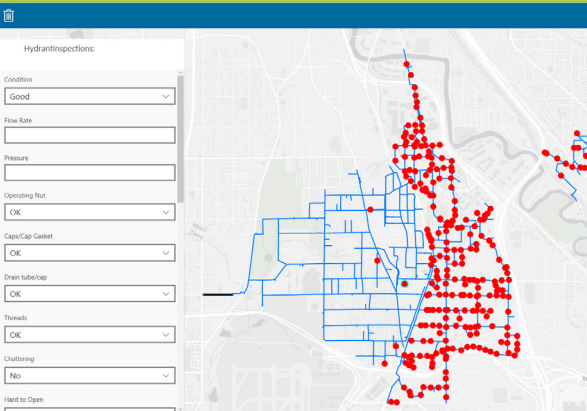 HydrantInspections:
Condition
Good
Flow Rate
Pressure
Operating Nut
OK
Caps/Cap Gasket
OK
Drain tube/cap
OK
Threads
OK
Chattering
No
Hard to Open